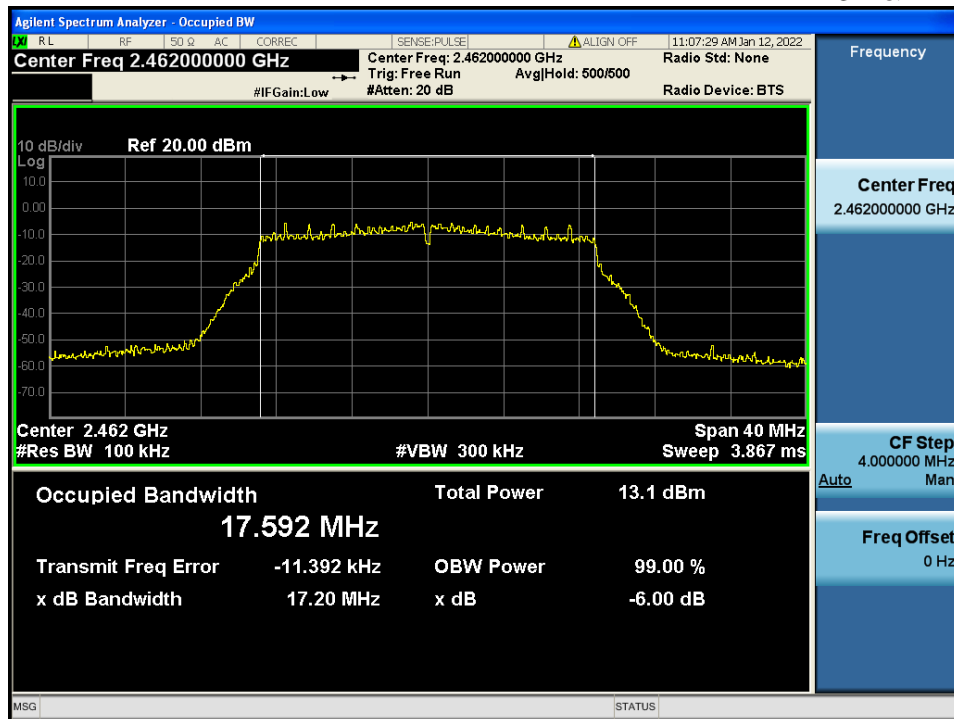 Agilent Spectrum Analyzer - Occupied BW
LXI RL RF 50 Ω AC CORREC SENSE:PULSE ALIGN OFF 11:07:29 AM Jan 12, 2022
Center Freq 2.462000000 GHz
Center Freq: 2.462000000 GHz
Radio Std: None
Trig: Free Run Avg|Hold: 500/500
#IFGain:Low
#Atten: 20 dB
Radio Device: BTS
10 dB/div Ref 20.00 dBm
Log
10.0
0.00
-10.0
-20.0
-30.0
-40.0
-50.0
-60.0
-70.0
Center 2.462 GHz Span 40 MHz
#Res BW 100 kHz #VBW 300 kHz Sweep 3.867 ms
Occupied Bandwidth Total Power 13.1 dBm
17.592 MHz
Transmit Freq Error -11.392 kHz OBW Power 99.00 %
x dB Bandwidth 17.20 MHz x dB -6.00 dB
Frequency
Center Freq
2.462000000 GHz
CF Step
4.000000 MHz
Auto Man
Freq Offset
0 Hz
MSG STATUS